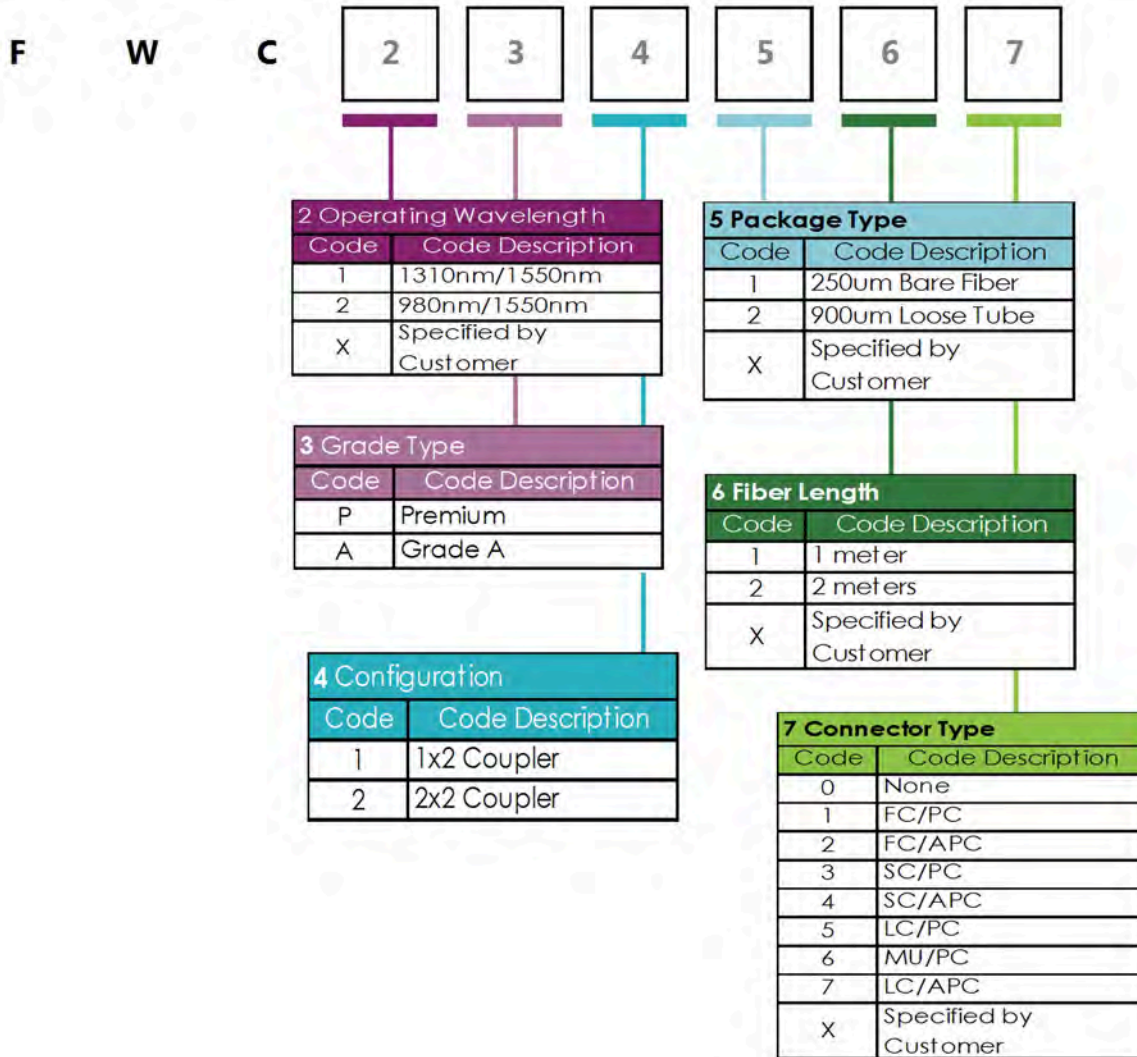 F W C 2 3 4 5 6 7
2 Operating Wavelength
Code Code Description
1 1310nm/1550nm
2 980nm/1550nm
X Specified by
Customer
3 Grade Type
Code Code Description
P Premium
A Grade A
4 Configuration
Code Code Description
1 1x2 Coupler
2 2x2 Coupler
5 Package Type
Code Code Description
1 250um Bare Fiber
2 900um Loose Tube
X Specified by
Customer
6 Fiber Length
Code Code Description
1 1 meter
2 2 meters
X Specified by
Customer
7 Connector Type
Code Code Description
0 None
1 FC/PC
2 FC/APC
3 SC/PC
4 SC/APC
5 LC/PC
6 MU/PC
7 LC/APC
X Specified by
Customer